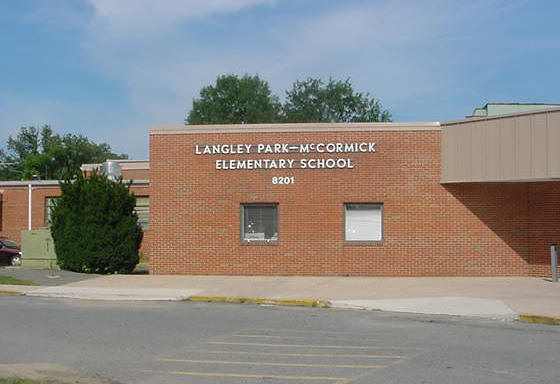 LANGLEY PARK—McCORMICK
ELEMENTARY SCHOOL
8201